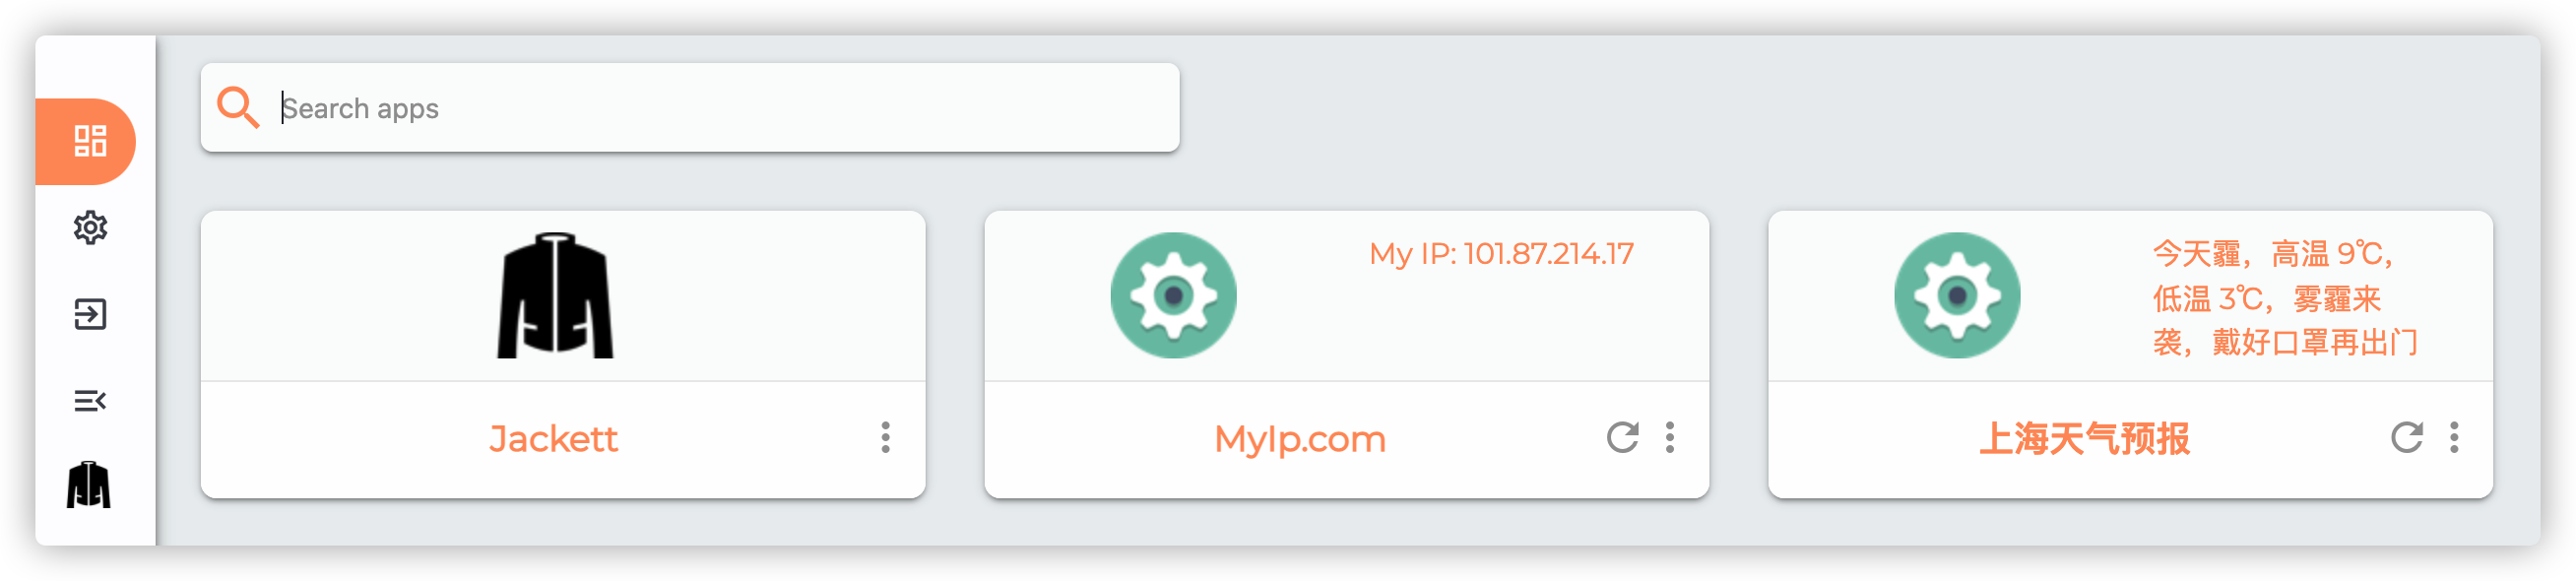 Search apps
Jackett
My IP: 101.87.214.17
MyIp.com
今天霾，高温 9℃，
低温 3℃，雾霾来
袭，戴好口罩再出门
上海天气预报